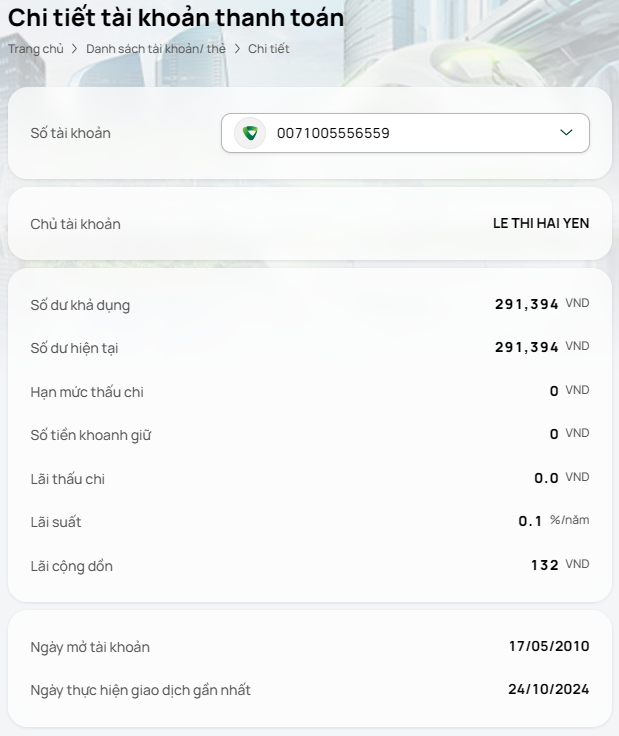 Chi tiết tài khoản thanh toán
Trang chủ > Danh sách tài khoản/ thẻ > Chi tiết
Số tài khoản 0071005556559
Chủ tài khoản LE THI HAI YEN
Số dư khả dụng 291,394 VND
Số dư hiện tại 291,394 VND
Hạn mức thấu chi 0 VND
Số tiền khoanh giữ 0 VND
Lãi thấu chi 0.0 VND
Lãi suất 0.1 %/năm
Lãi cộng dồn 132 VND
Ngày mở tài khoản 17/05/2010
Ngày thực hiện giao dịch gần nhất 24/10/2024